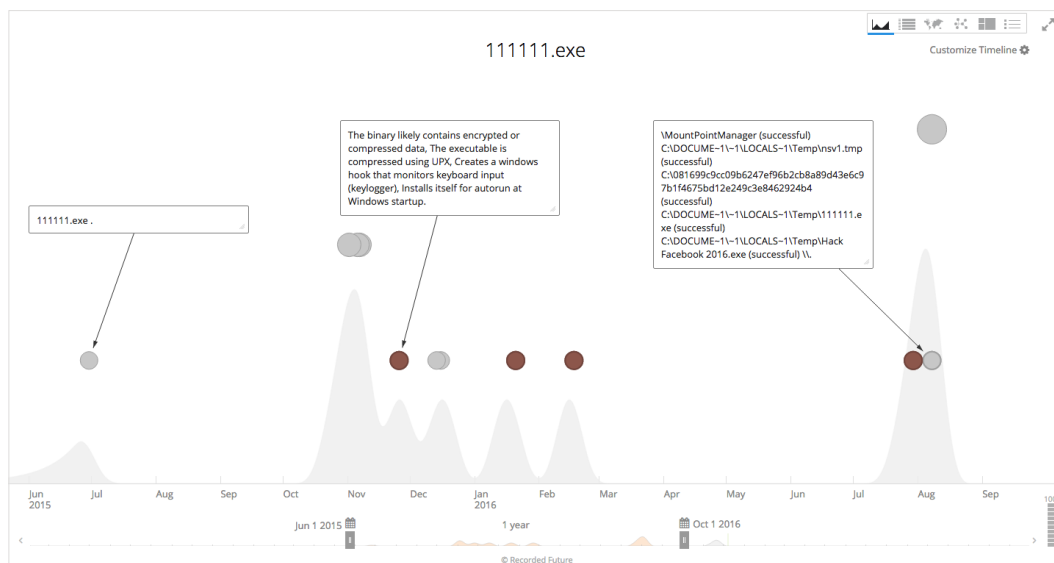 111111.exe
Customize Timeline
The binary likely contains encrypted or
compressed data, The executable is
compressed using UPX, Creates a windows
hook that monitors keyboard input
(keylogger), Installs itself for autorun at
Windows startup.
\MountPointManager (successful)
C:\DOCUME~1\~1\LOCALS~1\Temp\nsv1.tmp
(successful)
C:\081699c9cc09b6247ef96b2cb8a89d43e6c9
7b1f4675bd12e249c3e8462924b4
(successful)
C:\DOCUME~1\~1\LOCALS~1\Temp\111111.e
xe (successful)
C:\DOCUME~1\~1\LOCALS~1\Temp\Hack
Facebook 2016.exe (successful) \\.
111111.exe .
Jun Jul Aug Sep Oct Nov Dec Jan Feb Mar Apr May Jun Jul Aug Sep
2015 2016
Jun 1 2015 1 year Oct 1 2016
© Recorded Future